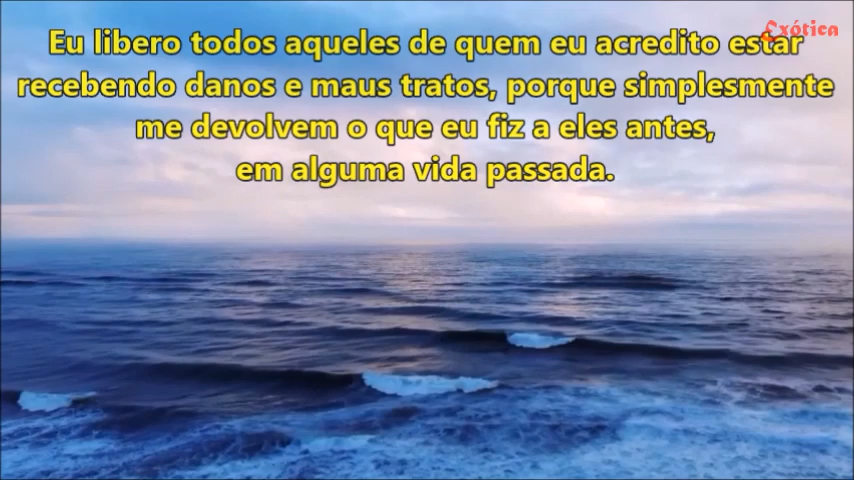 Exótica
Eu libero todos aqueles de quem eu acredito estar
recebendo danos e maus tratos, porque simplesmente
me devolvem o que eu fiz a eles antes,
em alguma vida passada.